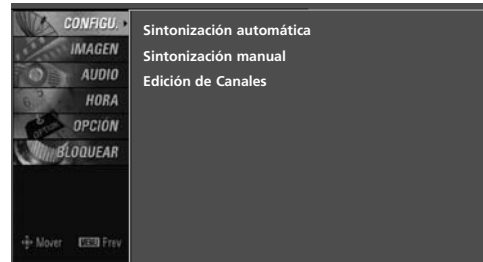 CONFIGU.
IMAGEN
AUDIO
HORA
OPCIÓN
BLOQUEAR
Mover MENU Prev
Sintonización automática
Sintonización manual
Edición de Canales